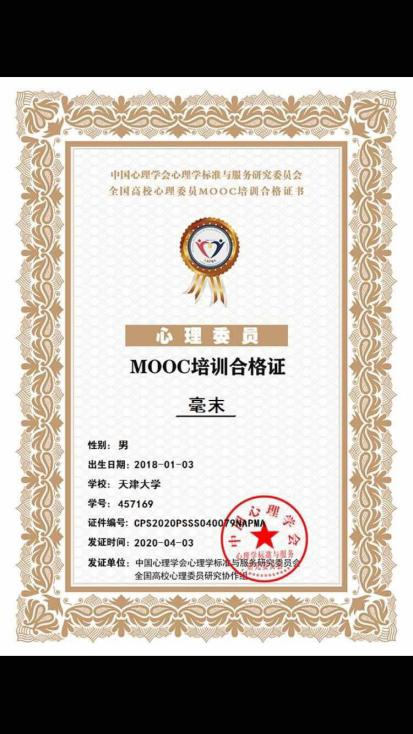 中国心理学会心理学标准与服务研究委员会
全国高校心理委员MOOC培训合格证书
心理委员
MOOC培训合格证
毫末
性别：男
出生日期：2018-01-03
学校：天津大学
学号：457169
证件编号：CPS2020PSSS040079NAPMA
发证时间：2020-04-03
发证单位：中国心理学会心理学标准与服务研究委员会
全国高校心理委员研究协作组
中国心理学会
心理学标准与服务